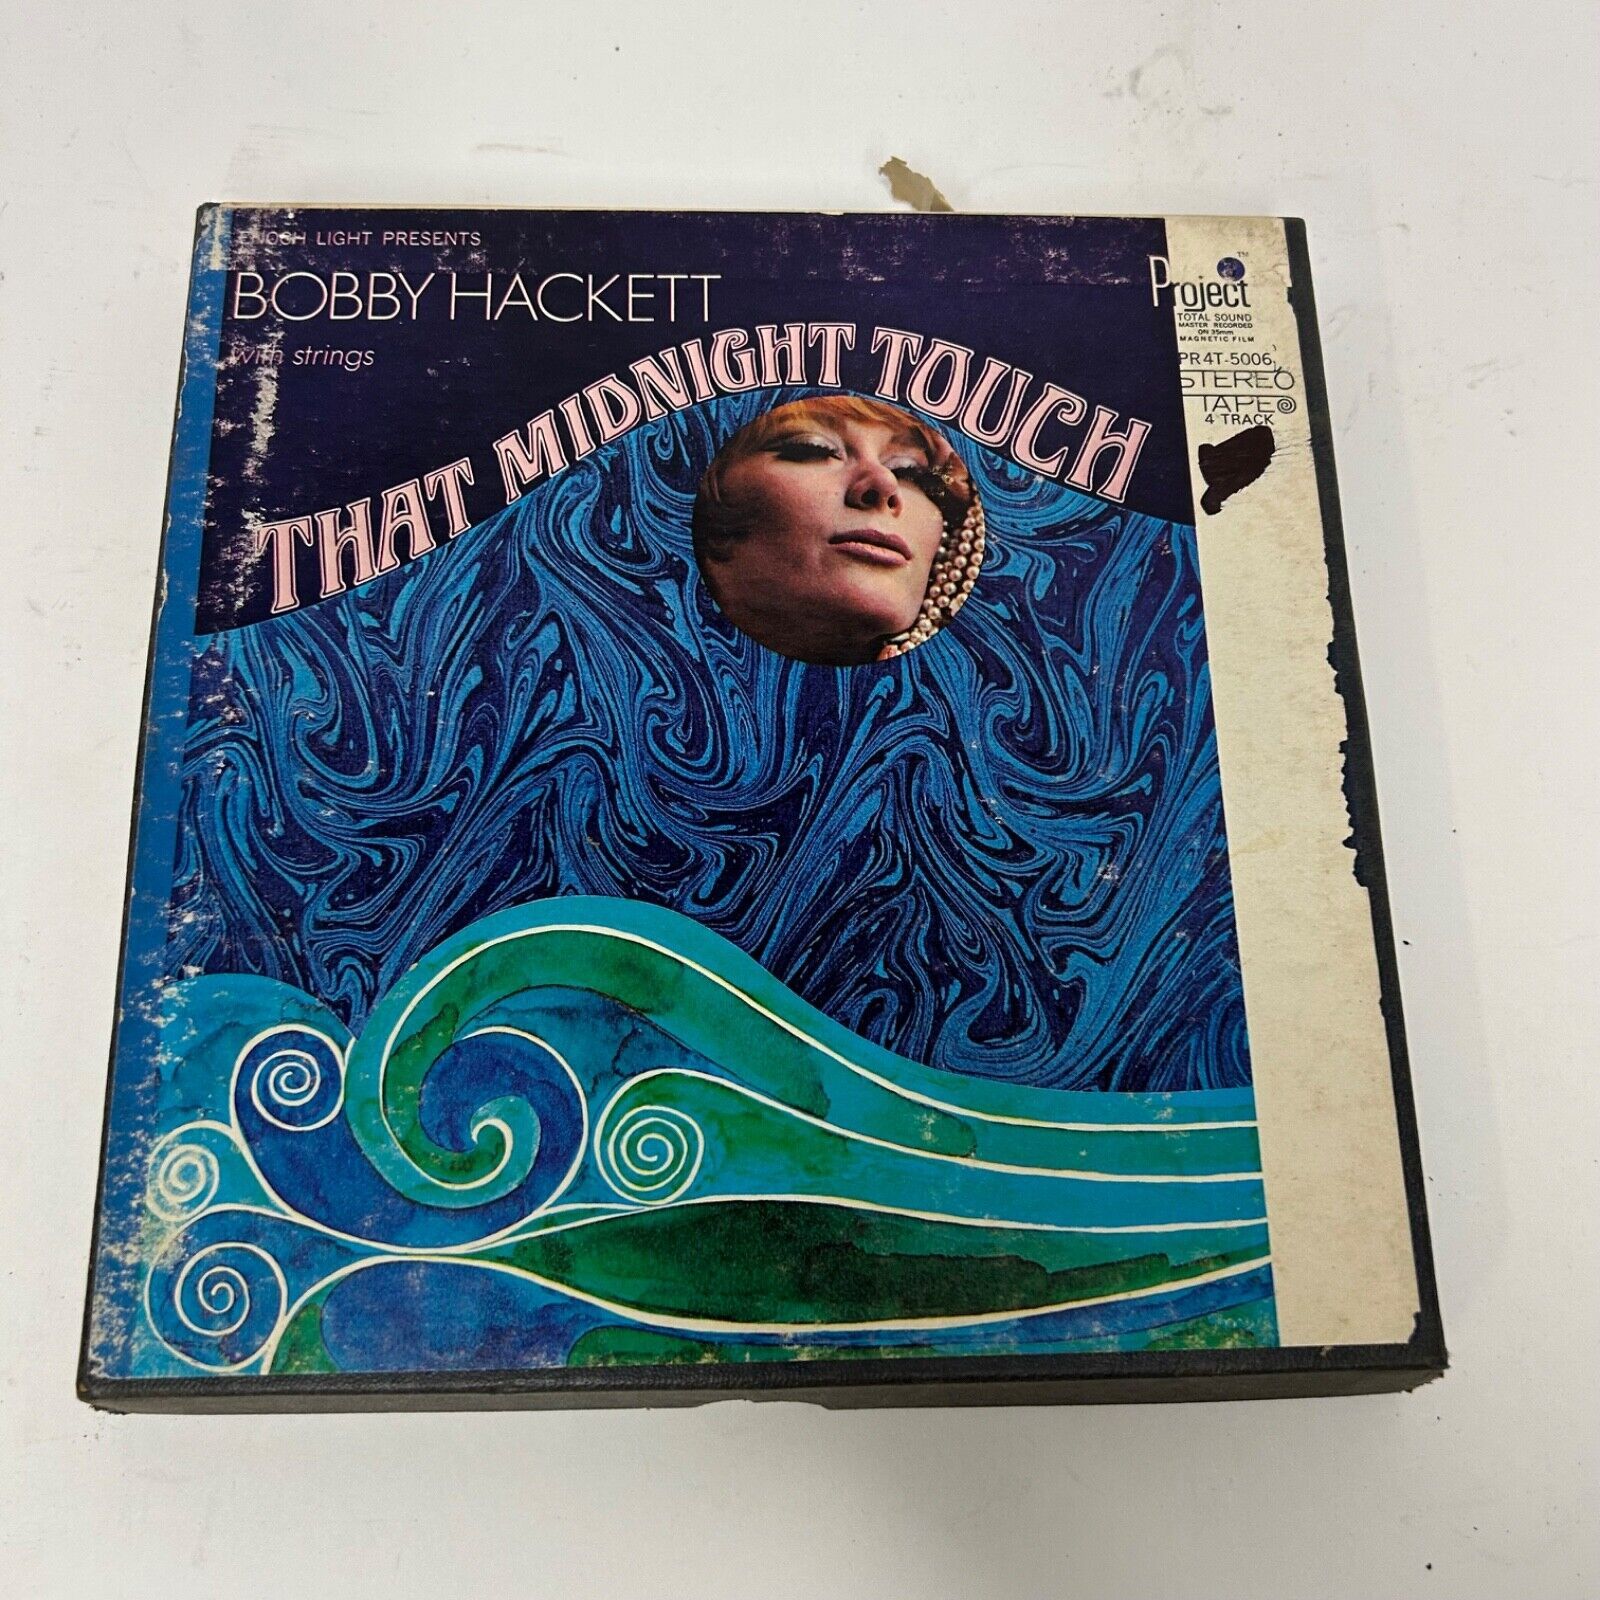 ENOCH LIGHT PRESENTS
BOBBY HACKETT
with strings
THAT MIDNIGHT TOUCH
Project TM
TOTAL SOUND
MASTER RECORDED
ON 35mm
MAGNETIC FILM
PR4T-5006
STEREO
TAPE
4 TRACK